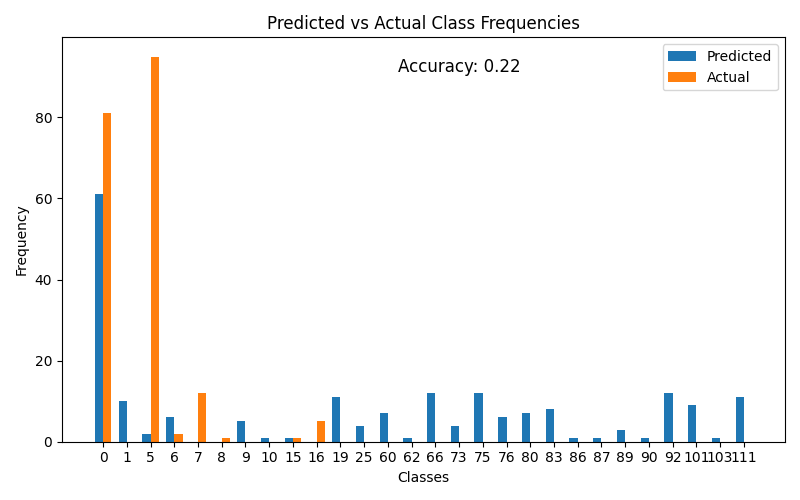 Predicted vs Actual Class Frequencies
Accuracy: 0.22
Predicted
Actual
Frequency
80
60
40
20
0
0 1 5 6 7 8 9 10 15 16 19 25 60 62 66 73 75 76 80 83 86 87 89 90 92 101 103 111
Classes